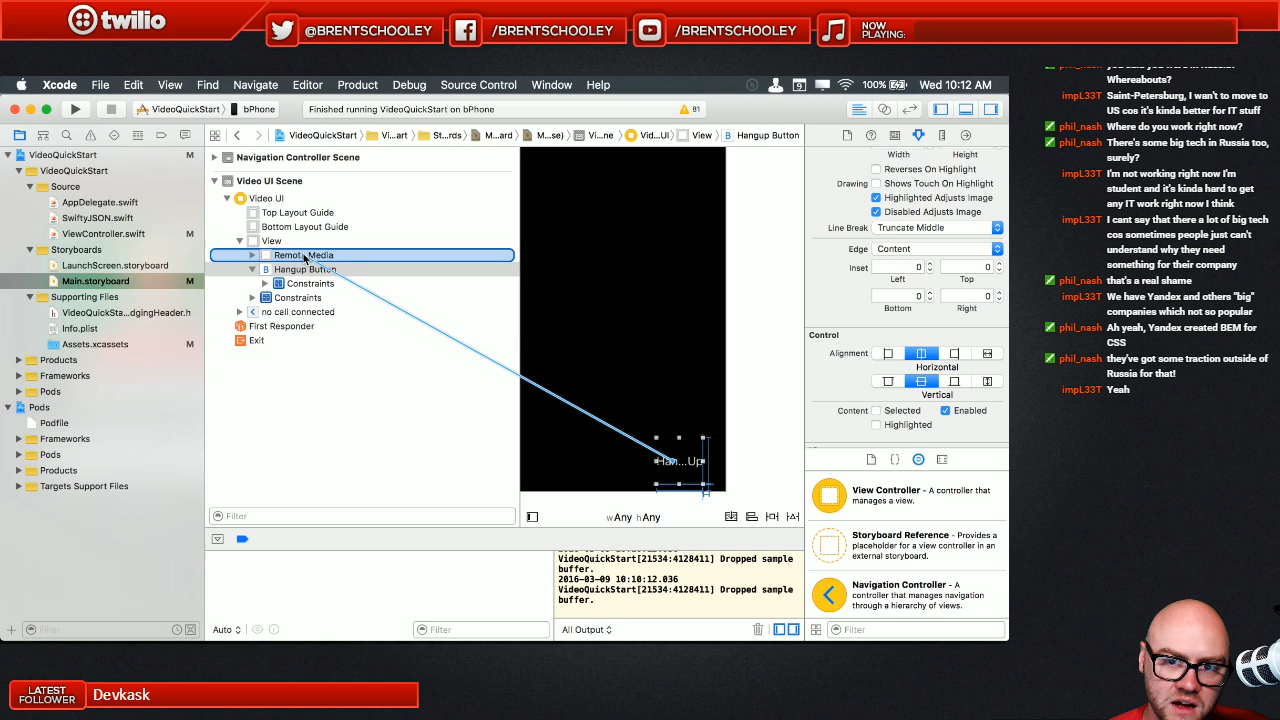 twilio
@BRENTSCHOOLEY
/BRENTSCHOOLEY
/BRENTSCHOOLEY
NOW
PLAYING:
Xcode File Edit View Find Navigate Editor Product Debug Source Control Window Help
9
100%
Wed 10:12 AM
VideoQuickStart
bPhone
Finished running VideoQuickStart on bPhone
81
VideoQuickStart
Vi...art
St...rds
M...ard
M...se)
Vi...ne
Vid...UI
View
Hangup Button
VideoQuickStart M
VideoQuickStart
Source
AppDelegate.swift
SwiftyJSON.swift
ViewController.swift M
Storyboards
LaunchScreen.storyboard
Main.storyboard M
Supporting Files
VideoQuickSta...dgingHeader.h
Info.plist
Assets.xcassets M
Products
Frameworks
Pods
Pods
Podfile
Frameworks
Pods
Products
Targets Support Files
Filter
Navigation Controller Scene
Video UI Scene
Video UI
Top Layout Guide
Bottom Layout Guide
View
Remote Media
B Hangup Button
Constraints
Constraints
no call connected
First Responder
Exit
Filter
Han...Up
wAny hAny
VideoQuickStart[21534:4128411] Dropped sample
buffer.
2016-03-09 10:10:12.036
VideoQuickStart[21534:4128411] Dropped sample
buffer.
Auto
Filter
All Output
Width Height
Reverses On Highlight
Drawing
Shows Touch On Highlight
Highlighted Adjusts Image
Disabled Adjusts Image
Line Break
Truncate Middle
Edge
Content
Inset
0 0
Left Top
0 0
Bottom Right
Control
Alignment
Horizontal
Vertical
Content
Selected
Enabled
Highlighted
View Controller - A controller that
manages a view.
Storyboard Reference - Provides a
placeholder for a view controller in an
external storyboard.
Navigation Controller - A
controller that manages navigation
through a hierarchy of views.
Filter
Whereabouts?
impL33T Saint-Petersburg, I wan't to move to
US cos it's kinda better for IT stuff
phil_nash Where do you work right now?
phil_nash There's some big tech in Russia too,
surely?
impL33T I'm not working right now I'm
student and it's kinda hard to get
any IT work right now I think
impL33T I cant say that there a lot of big tech
cos sometimes people just can't
understand why they need
something for their company
phil_nash that's a real shame
impL33T We have Yandex and others "big"
companies which not so popular
phil_nash Ah yeah, Yandex created BEM for
CSS
phil_nash they've got some traction outside of
Russia for that!
impL33T Yeah
LATEST
FOLLOWER
Devkask